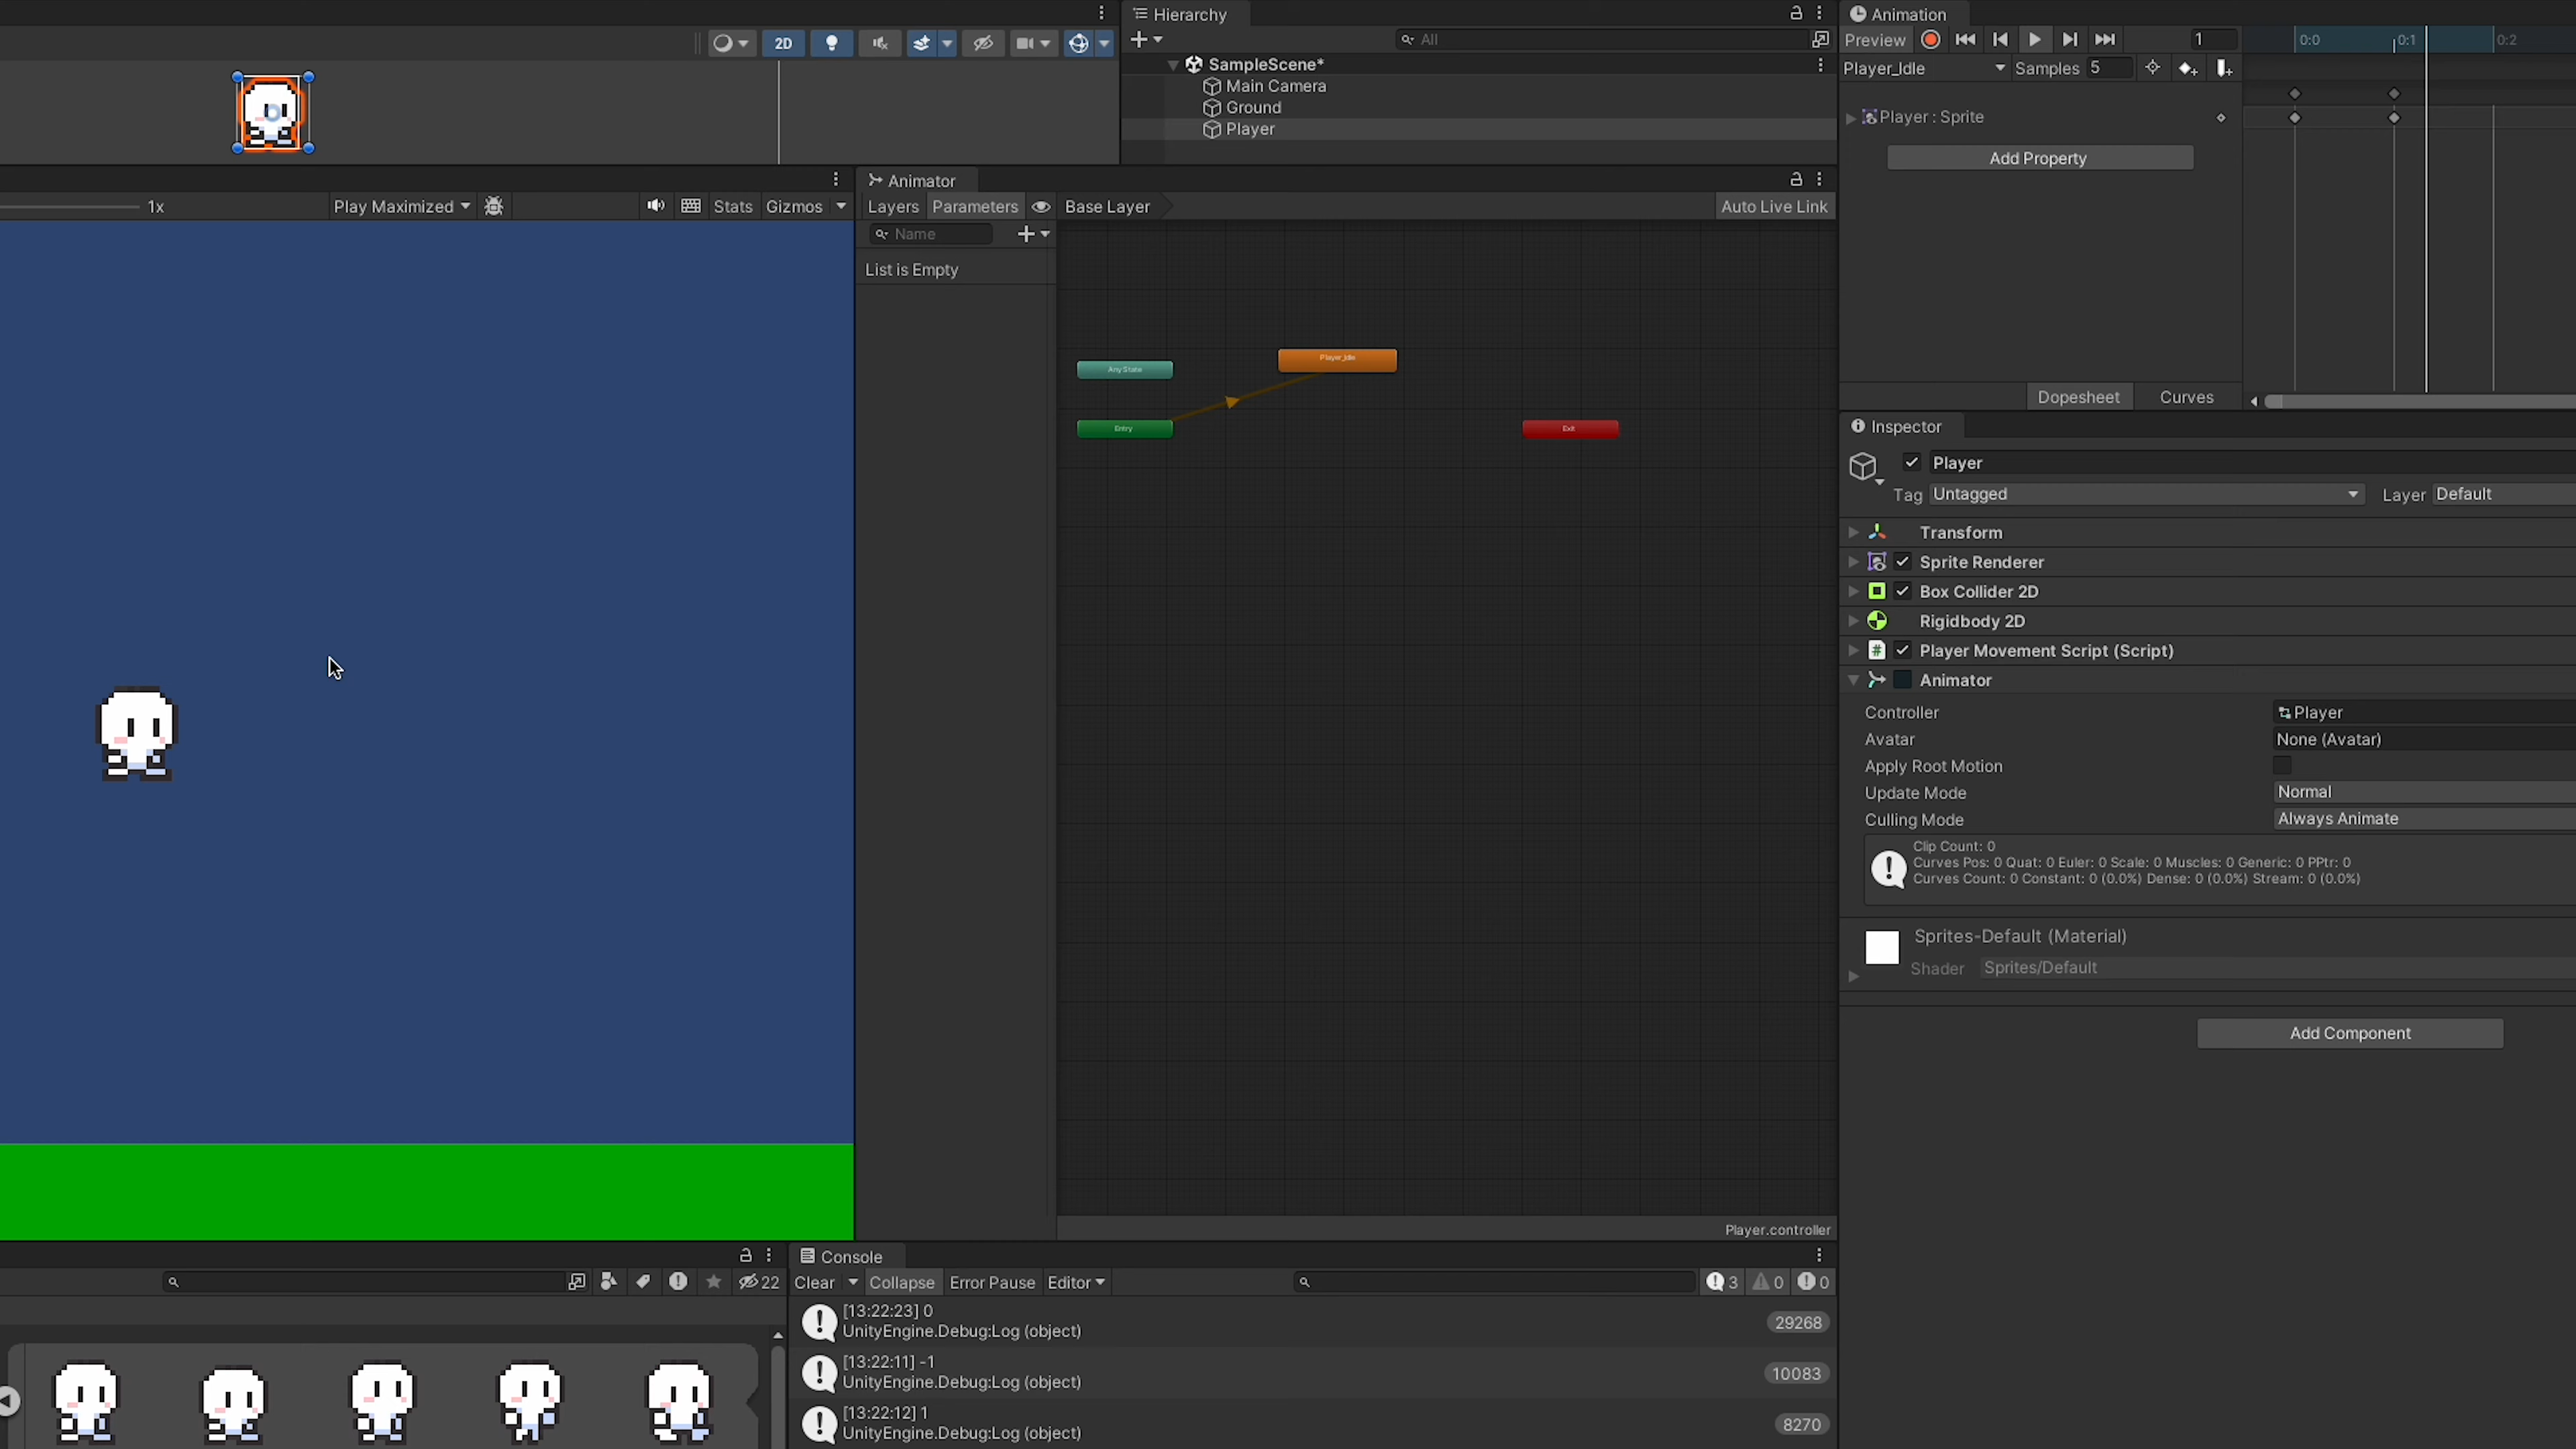 Hierarchy
Animation
2D
All
Preview
1
0:0
0:1
0:2
SampleScene*
Player_Idle
Samples 5
Main Camera
Ground
Player
Player : Sprite
Add Property
Animator
1x
Play Maximized
Stats
Gizmos
Layers
Parameters
Base Layer
Auto Live Link
Name
List is Empty
Any State
Player_Idle
Entry
Exit
Dopesheet
Curves
Inspector
Player
Tag Untagged
Layer Default
Transform
Sprite Renderer
Box Collider 2D
Rigidbody 2D
# Player Movement Script (Script)
Animator
Controller Player
Avatar None (Avatar)
Apply Root Motion
Update Mode Normal
Culling Mode Always Animate
Clip Count: 0
Curves Pos: 0 Quat: 0 Euler: 0 Scale: 0 Muscles: 0 Generic: 0 PPtr: 0
Curves Count: 0 Constant: 0 (0.0%) Dense: 0 (0.0%) Stream: 0 (0.0%)
Sprites-Default (Material)
Shader Sprites/Default
Add Component
Player.controller
Console
22
Clear
Collapse
Error Pause
Editor
3
0
0
[13:22:23] 0
UnityEngine.Debug:Log (object)
29268
[13:22:11] -1
UnityEngine.Debug:Log (object)
10083
[13:22:12] 1
UnityEngine.Debug:Log (object)
8270